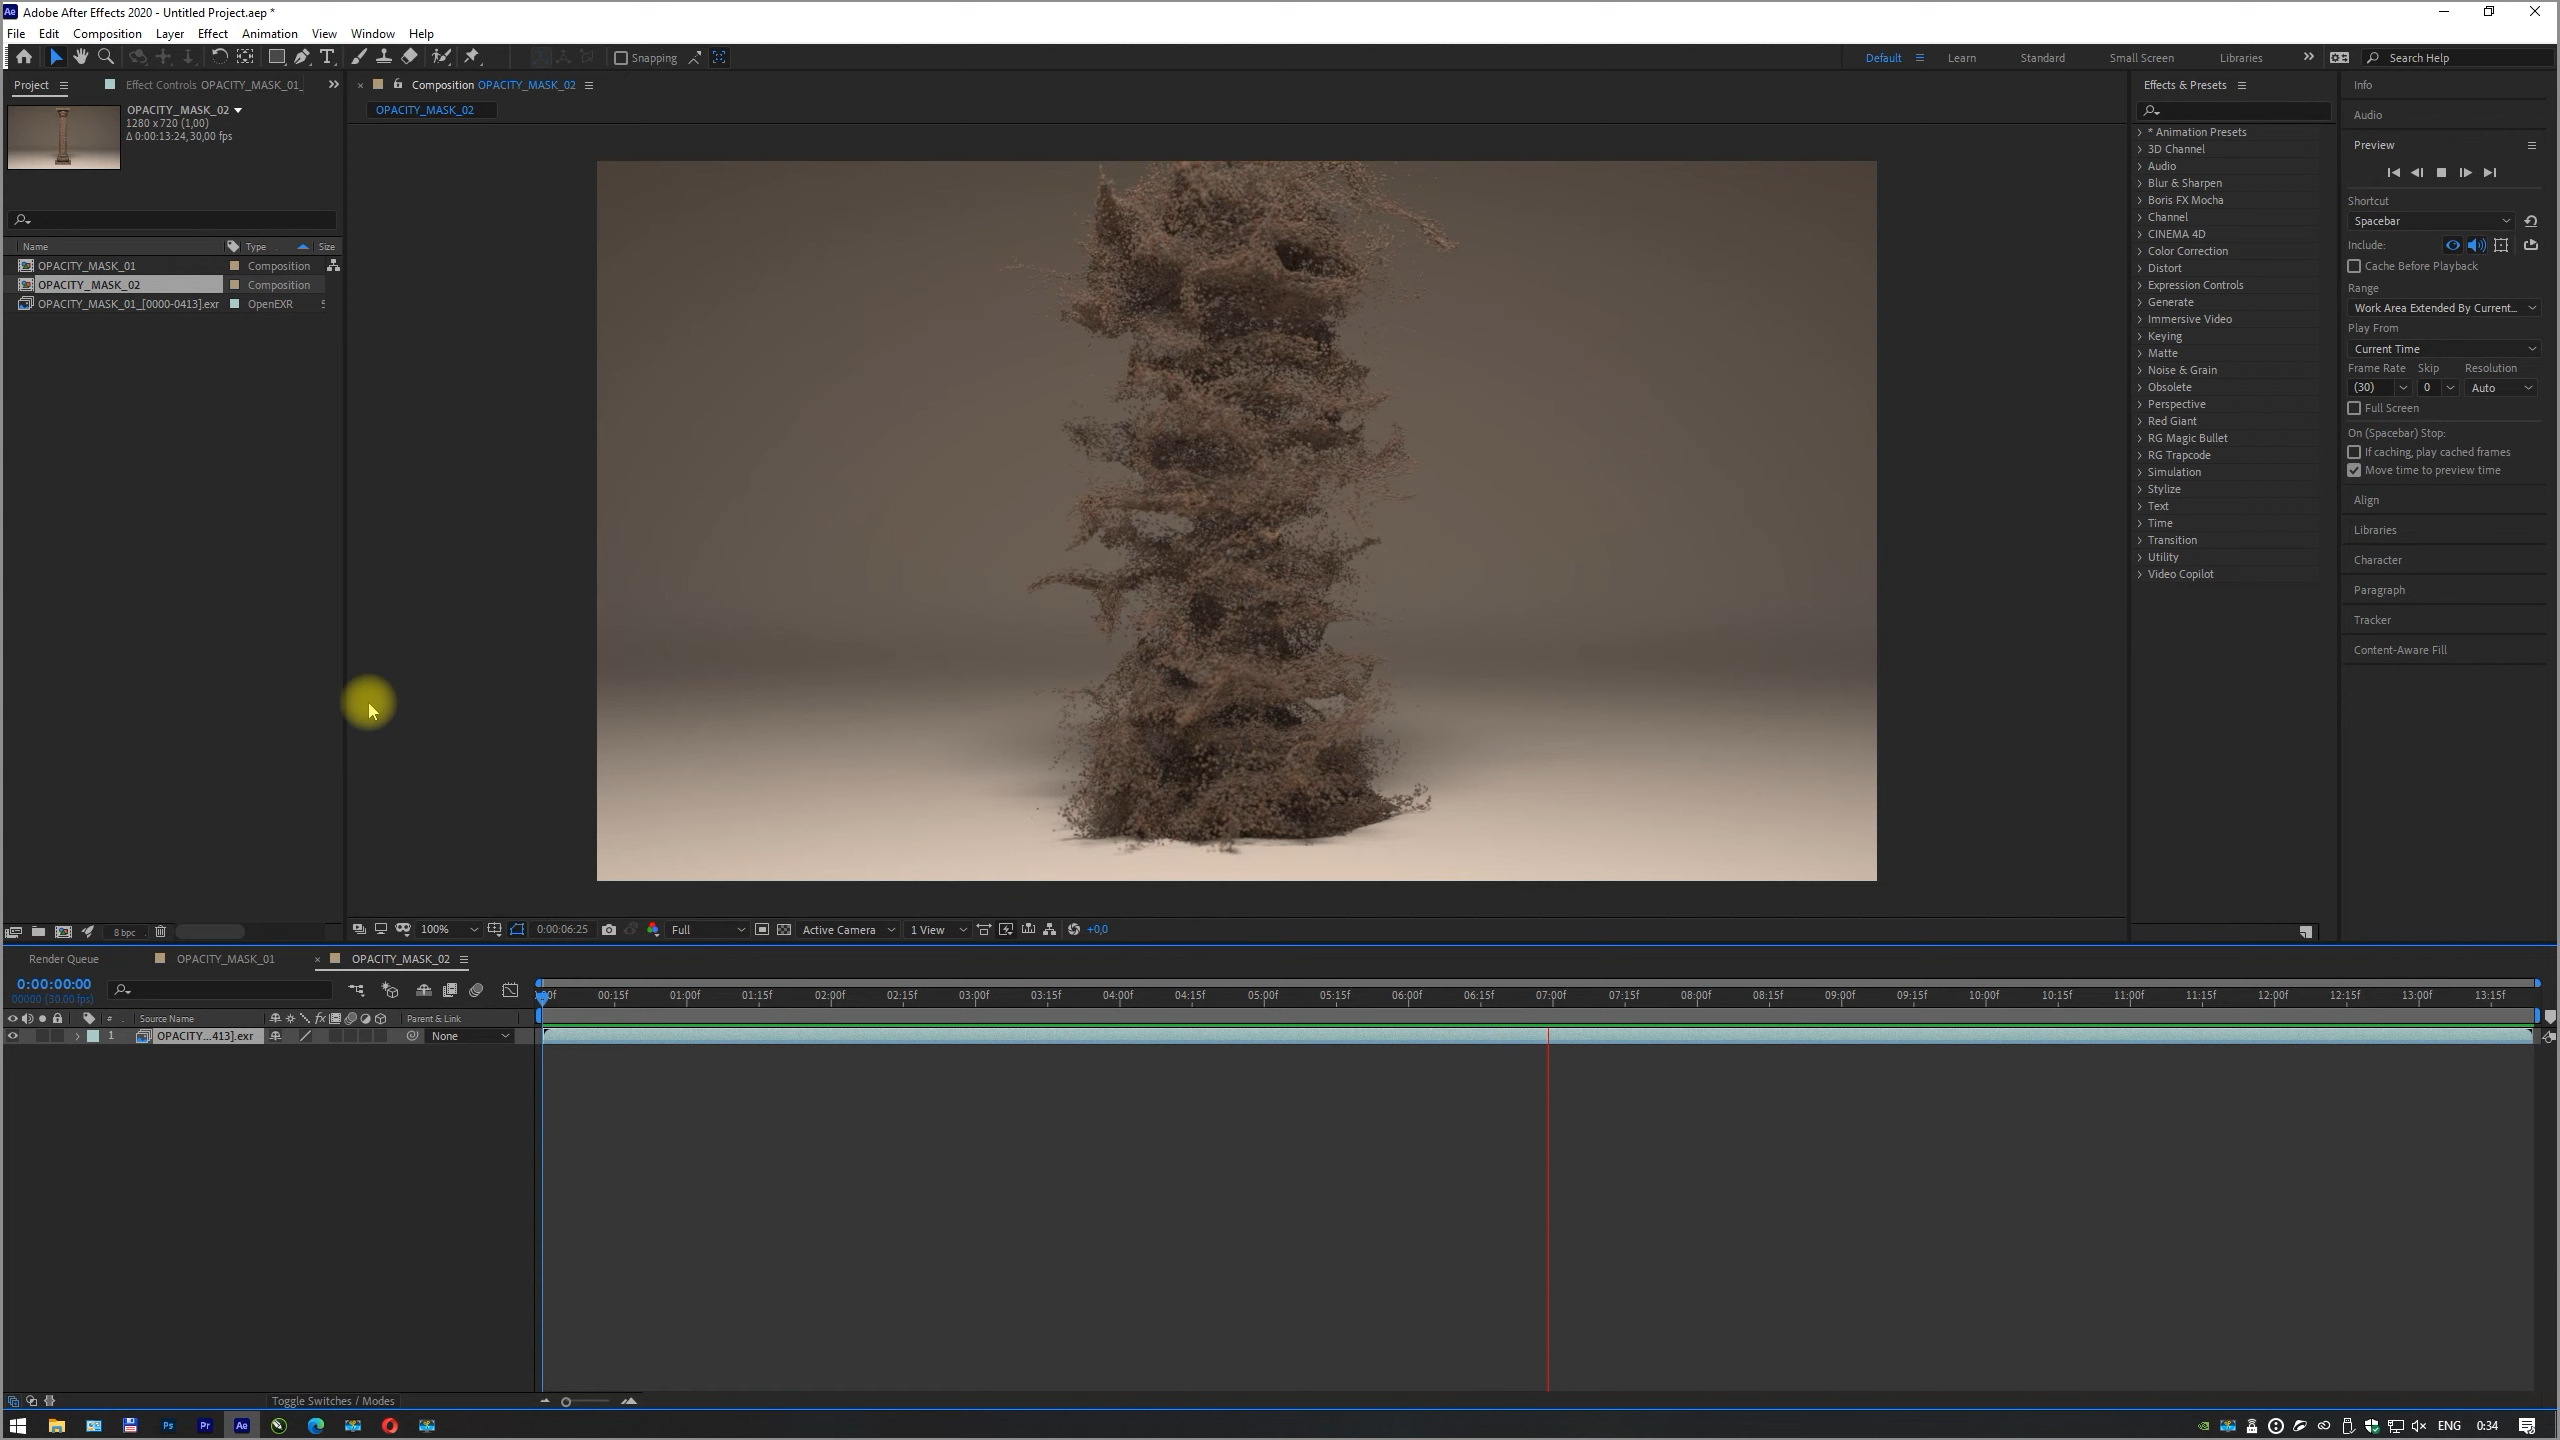 Ae Adobe After Effects 2020 - Untitled Project.aep *
File Edit Composition Layer Effect Animation View Window Help
Snapping
Default Learn Standard Small Screen Libraries Search Help
Project Effect Controls OPACITY_MASK_01_
OPACITY_MASK_02
1280 x 720 (1,00)
Δ 0:00:13:24, 30,00 fps
Name Type Size
OPACITY_MASK_01 Composition
OPACITY_MASK_02 Composition
OPACITY_MASK_01_[0000-0413].exr OpenEXR 5
8 bpc
Composition OPACITY_MASK_02
OPACITY_MASK_02
100% 0:00:06:25 Full Active Camera 1 View +0,0
Effects & Presets
* Animation Presets
3D Channel
Audio
Blur & Sharpen
Boris FX Mocha
Channel
CINEMA 4D
Color Correction
Distort
Expression Controls
Generate
Immersive Video
Keying
Matte
Noise & Grain
Obsolete
Perspective
Red Giant
RG Magic Bullet
RG Trapcode
Simulation
Stylize
Text
Time
Transition
Utility
Video Copilot
Info
Audio
Preview
Shortcut
Spacebar
Include:
Cache Before Playback
Range
Work Area Extended By Current...
Play From
Current Time
Frame Rate Skip Resolution
(30) 0 Auto
Full Screen
On (Spacebar) Stop:
If caching, play cached frames
Move time to preview time
Align
Libraries
Character
Paragraph
Tracker
Content-Aware Fill
Render Queue OPACITY_MASK_01 × OPACITY_MASK_02
0:00:00:00
00000 (30.00 fps)
00:15f 01:00f 01:15f 02:00f 02:15f 03:00f 03:15f 04:00f 04:15f 05:00f 05:15f 06:00f 06:15f 07:00f 07:15f 08:00f 08:15f 09:00f 09:15f 10:00f 10:15f 11:00f 11:15f 12:00f 12:15f 13:00f 13:15f
# Source Name fx Parent & Link
1 OPACITY...413].exr None
Toggle Switches / Modes
Ps Pr Ae ENG 0:34